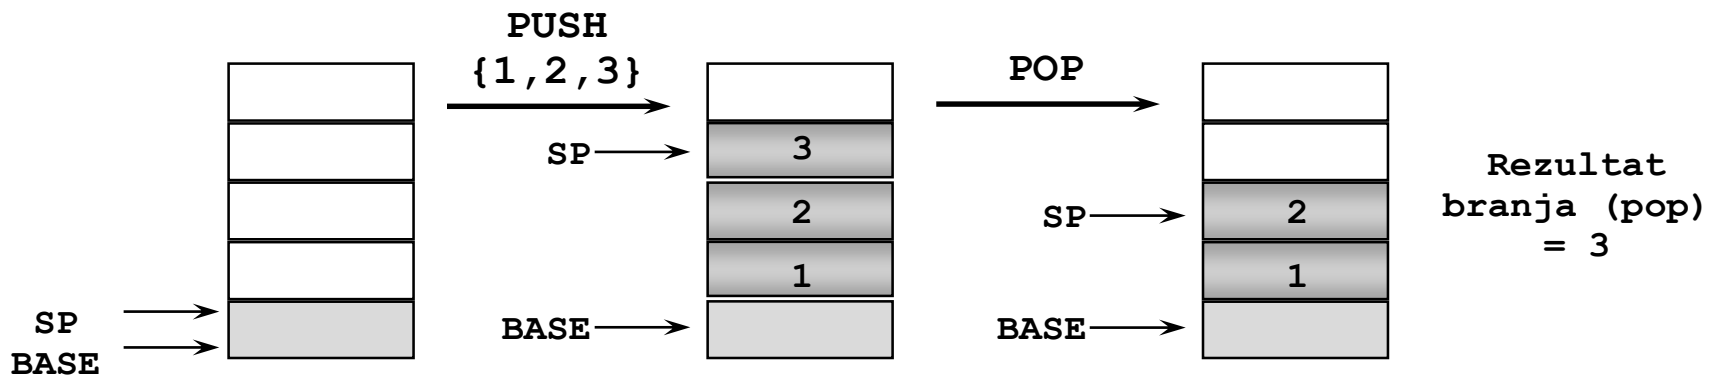 PUSH
{1,2,3}
SP
BASE
SP
3
2
1
BASE
POP
SP
2
1
BASE
Rezultat
branja (pop)
= 3